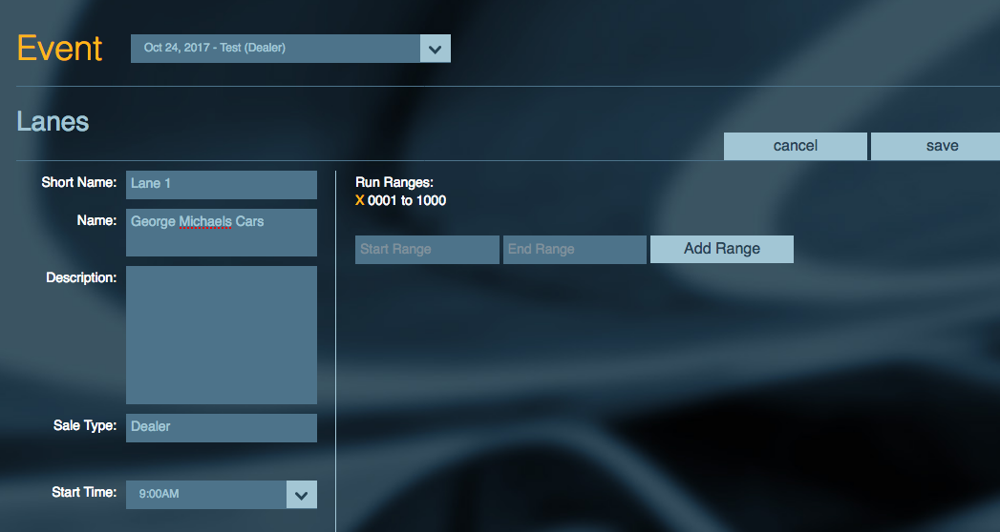 Event
Oct 24, 2017 - Test (Dealer)
Lanes
cancel
save
Short Name:
Lane 1
Name:
George Michaels Cars
Description:
Sale Type:
Dealer
Start Time:
9:00AM
Run Ranges:
X 0001 to 1000
Start Range
End Range
Add Range